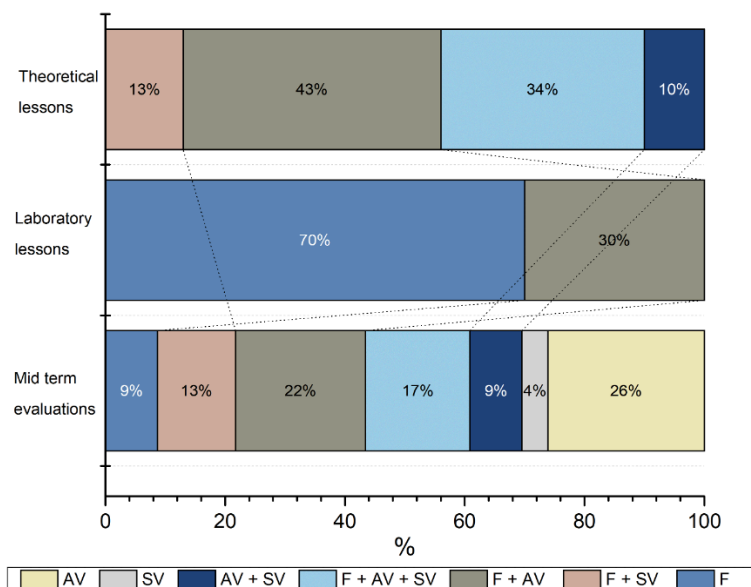 Theoretical
lessons
13%
43%
34%
10%
Laboratory
lessons
70%
30%
Mid term
evaluations
9%
13%
22%
17%
9%
4%
26%
0
20
40
60
80
100
%
AV
SV
AV + SV
F + AV + SV
F + AV
F + SV
F